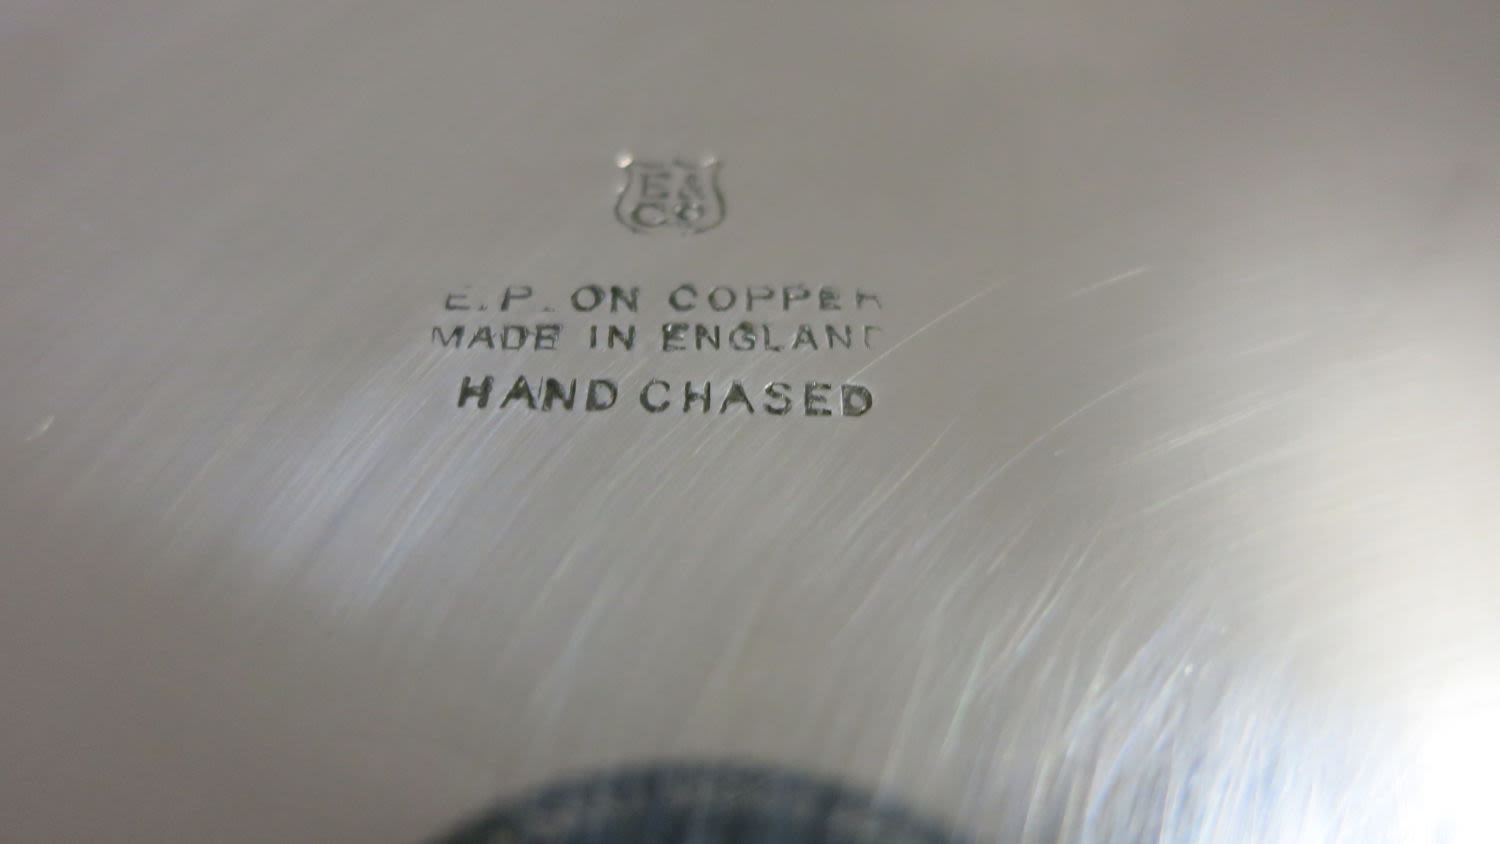 E &
Co
E.P. ON COPPER
MADE IN ENGLAND
HAND CHASED